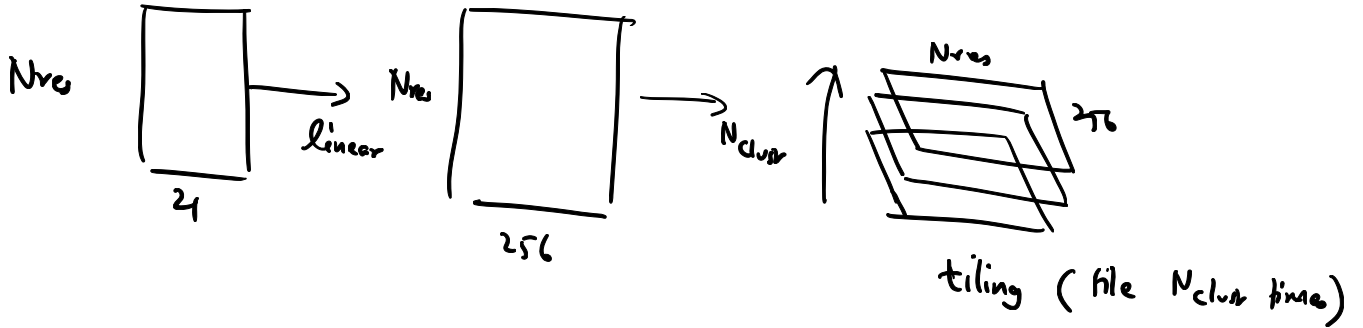 Nres
21
linear
Nres
256
Nclust
Nres
256
tiling (tile Nclust times)